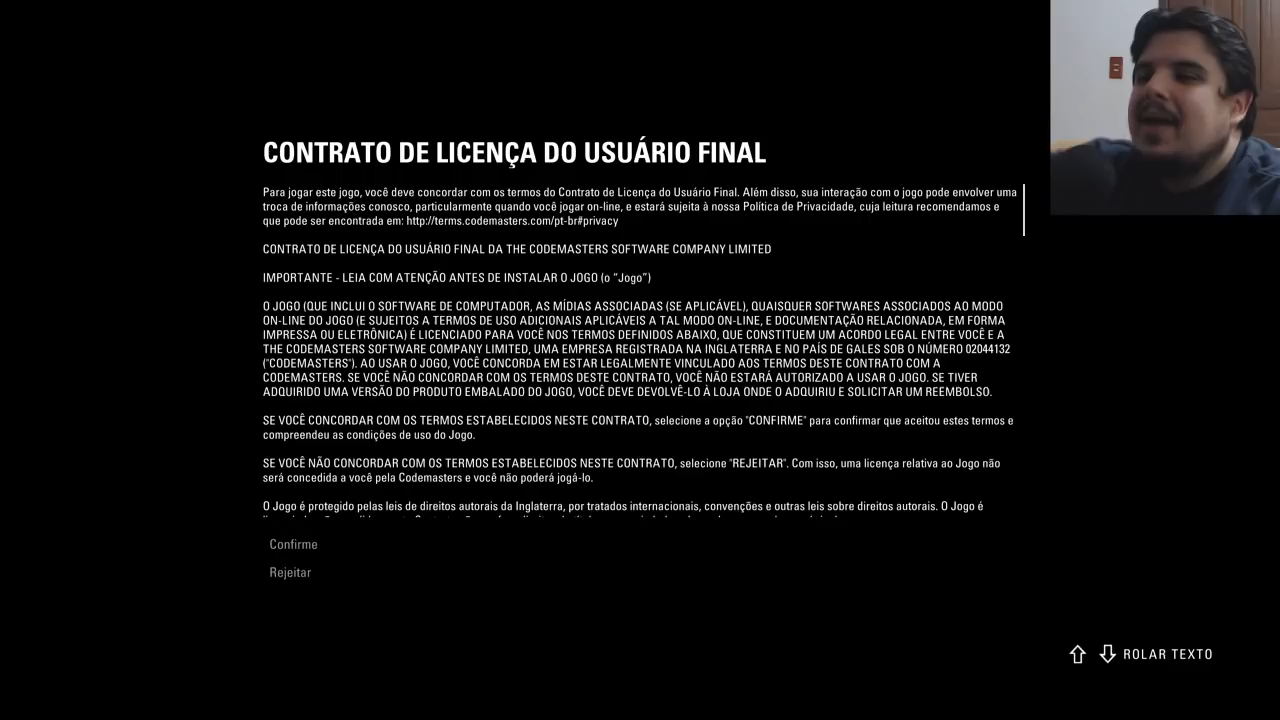 CONTRATO DE LICENÇA DO USUÁRIO FINAL
Para jogar este jogo, você deve concordar com os termos do Contrato de Licença do Usuário Final. Além disso, sua interação com o jogo pode envolver uma
troca de informações conosco, particularmente quando você jogar on-line, e estará sujeita à nossa Política de Privacidade, cuja leitura recomendamos e
que pode ser encontrada em: http://terms.codemasters.com/pt-br#privacy
CONTRATO DE LICENÇA DO USUÁRIO FINAL DA THE CODEMASTERS SOFTWARE COMPANY LIMITED
IMPORTANTE - LEIA COM ATENÇÃO ANTES DE INSTALAR O JOGO (o “Jogo”)
O JOGO (QUE INCLUI O SOFTWARE DE COMPUTADOR, AS MÍDIAS ASSOCIADAS (SE APLICÁVEL), QUAISQUER SOFTWARES ASSOCIADOS AO MODO
ON-LINE DO JOGO (E SUJEITOS A TERMOS DE USO ADICIONAIS APLICÁVEIS A TAL MODO ON-LINE, E DOCUMENTAÇÃO RELACIONADA, EM FORMA
IMPRESSA OU ELETRÔNICA) É LICENCIADO PARA VOCÊ NOS TERMOS DEFINIDOS ABAIXO, QUE CONSTITUEM UM ACORDO LEGAL ENTRE VOCÊ E A
THE CODEMASTERS SOFTWARE COMPANY LIMITED, UMA EMPRESA REGISTRADA NA INGLATERRA E NO PAÍS DE GALES SOB O NÚMERO 02044132
("CODEMASTERS"). AO USAR O JOGO, VOCÊ CONCORDA EM ESTAR LEGALMENTE VINCULADO AOS TERMOS DESTE CONTRATO COM A
CODEMASTERS. SE VOCÊ NÃO CONCORDAR COM OS TERMOS DESTE CONTRATO, VOCÊ NÃO ESTARÁ AUTORIZADO A USAR O JOGO. SE TIVER
ADQUIRIDO UMA VERSÃO DO PRODUTO EMBALADO DO JOGO, VOCÊ DEVE DEVOLVÊ-LO À LOJA ONDE O ADQUIRIU E SOLICITAR UM REEMBOLSO.
SE VOCÊ CONCORDAR COM OS TERMOS ESTABELECIDOS NESTE CONTRATO, selecione a opção "CONFIRME" para confirmar que aceitou estes termos e
compreendeu as condições de uso do Jogo.
SE VOCÊ NÃO CONCORDAR COM OS TERMOS ESTABELECIDOS NESTE CONTRATO, selecione "REJEITAR". Com isso, uma licença relativa ao Jogo não
será concedida a você pela Codemasters e você não poderá jogá-lo.
O Jogo é protegido pelas leis de direitos autorais da Inglaterra, por tratados internacionais, convenções e outras leis sobre direitos autorais. O Jogo é
Confirme
Rejeitar
ROLAR TEXTO